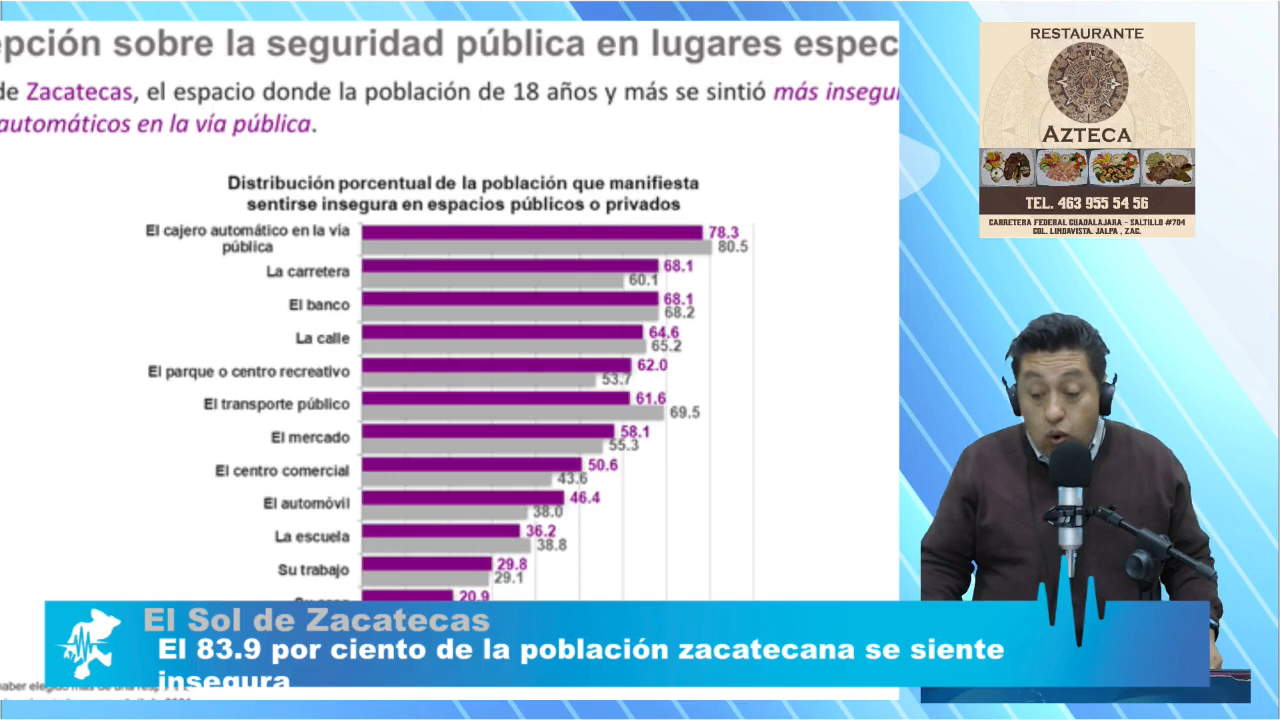 epción sobre la seguridad pública en lugares espec
de Zacatecas, el espacio donde la población de 18 años y más se sintió más insegu
automáticos en la vía pública.
Distribución porcentual de la población que manifiesta
sentirse insegura en espacios públicos o privados
El cajero automático en la vía
pública
78.3
80.5
La carretera
68.1
60.1
El banco
68.1
68.2
La calle
64.6
65.2
El parque o centro recreativo
62.0
53.7
El transporte público
61.6
69.5
El mercado
58.1
55.3
El centro comercial
50.6
43.6
El automóvil
46.4
38.0
La escuela
36.2
38.8
Su trabajo
29.8
29.1
Su casa
20.9
RESTAURANTE
AZTECA
TEL. 463 955 54 56
CARRETERA FEDERAL GUADALAJARA - SALTILLO #704
COL. LINDAVISTA. JALPA , ZAC.
El Sol de Zacatecas
El 83.9 por ciento de la población zacatecana se siente
insegura